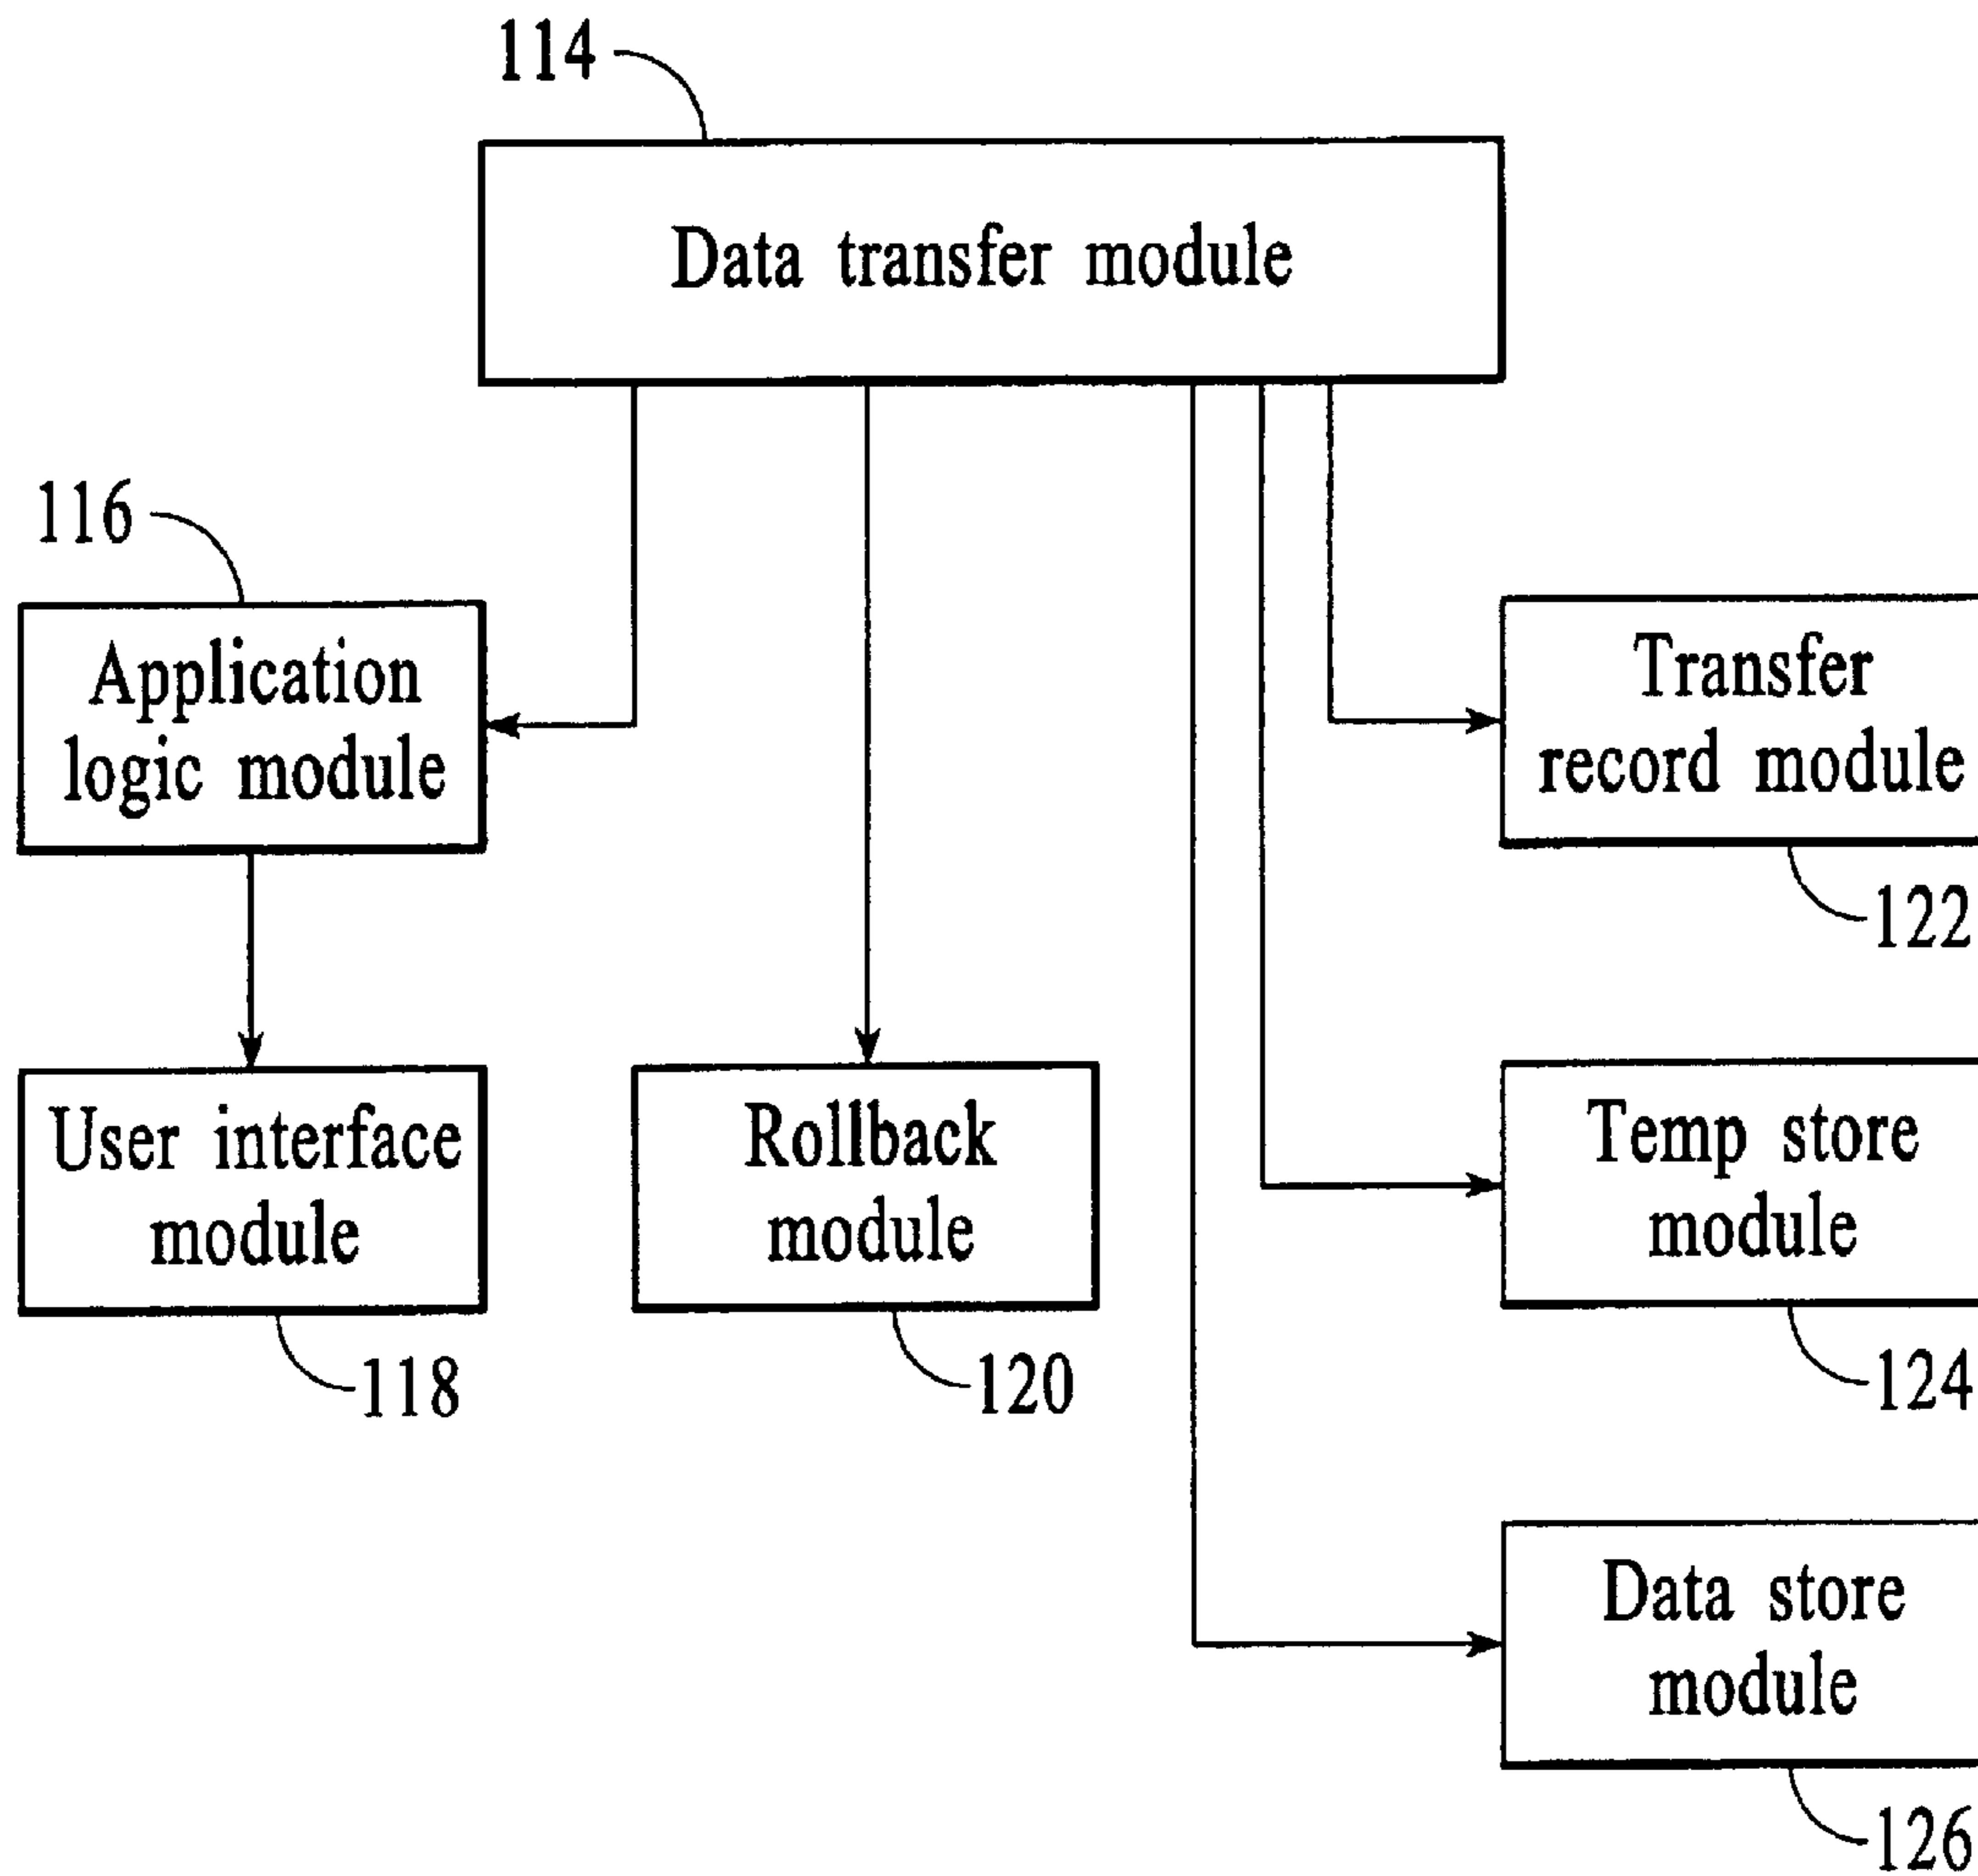 114
Data transfer module
116
Application
logic module
Transfer
record module
122
User interface
module
118
Rollback
module
120
Temp store
module
124
Data store
module
126